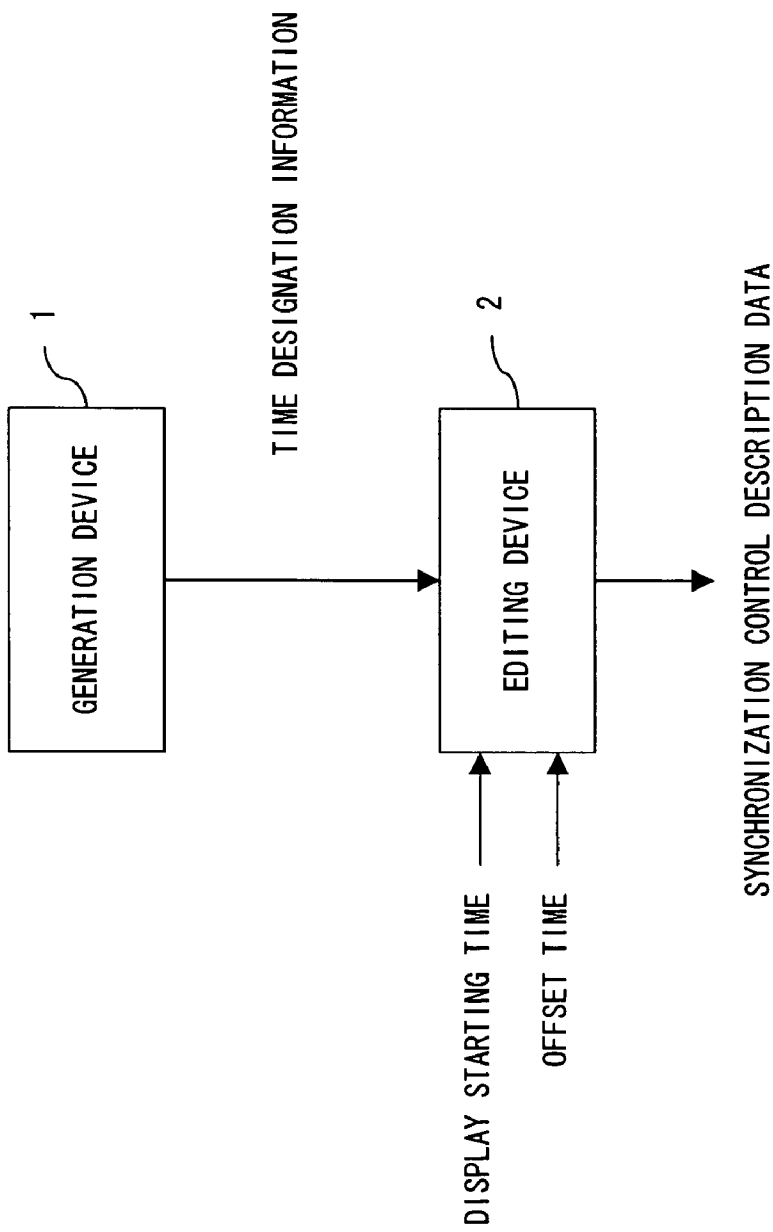 1
GENERATION DEVICE
TIME DESIGNATION INFORMATION
2
EDITING DEVICE
DISPLAY STARTING TIME
OFFSET TIME
SYNCHRONIZATION CONTROL DESCRIPTION DATA